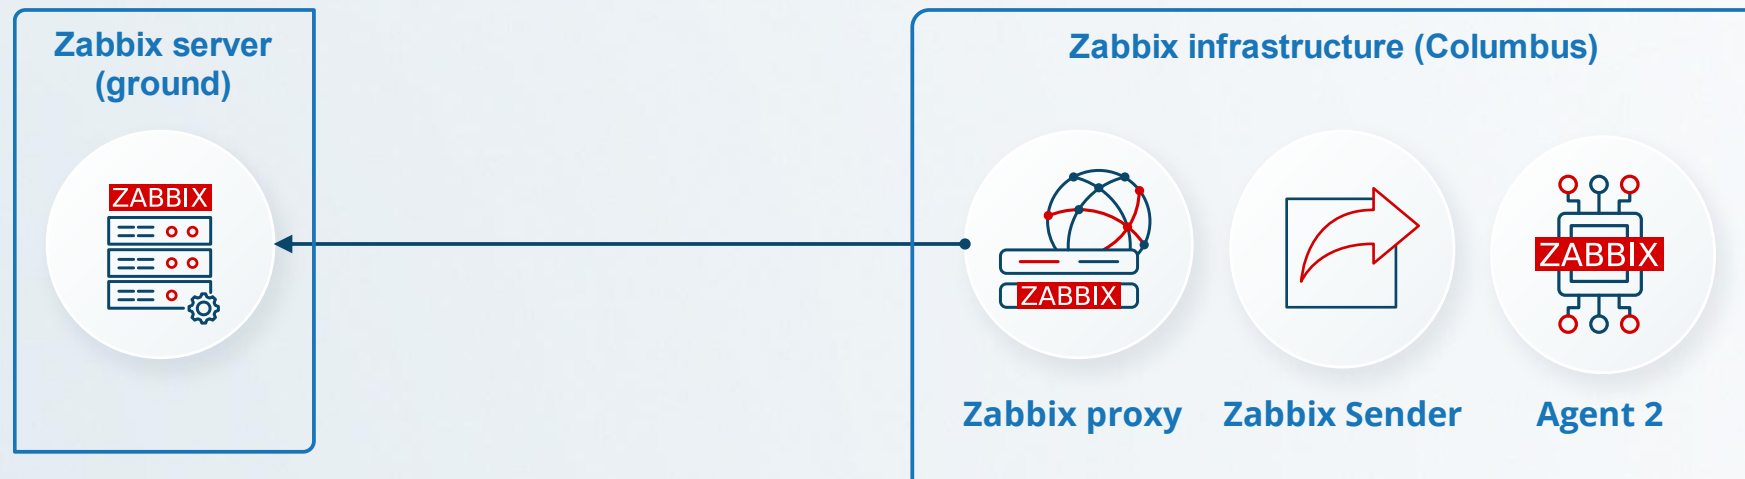 Zabbix server
(ground)
ZABBIX
Zabbix infrastructure (Columbus)
ZABBIX
ZABBIX
Zabbix proxy
Zabbix Sender
Agent 2